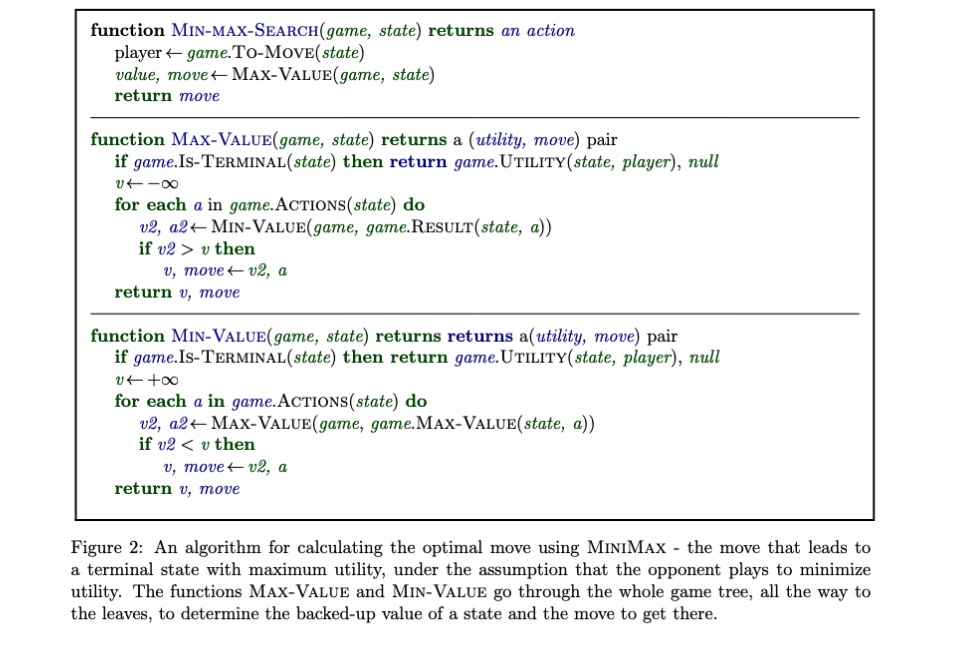 function MIN-MAX-SEARCH(game, state) returns an action
player ← game.TO-MOVE(state)
value, move ← MAX-VALUE(game, state)
return move
function MAX-VALUE(game, state) returns a (utility, move) pair
if game.IS-TERMINAL(state) then return game.UTILITY(state, player), null
v ← −∞
for each a in game.ACTIONS(state) do
v2, a2 ← MIN-VALUE(game, game.RESULT(state, a))
if v2 > v then
v, move ← v2, a
return v, move
function MIN-VALUE(game, state) returns returns a(utility, move) pair
if game.IS-TERMINAL(state) then return game.UTILITY(state, player), null
v ← +∞
for each a in game.ACTIONS(state) do
v2, a2 ← MAX-VALUE(game, game.MAX-VALUE(state, a))
if v2 < v then
v, move ← v2, a
return v, move
Figure 2: An algorithm for calculating the optimal move using MINIMAX - the move that leads to
a terminal state with maximum utility, under the assumption that the opponent plays to minimize
utility. The functions MAX-VALUE and MIN-VALUE go through the whole game tree, all the way to
the leaves, to determine the backed-up value of a state and the move to get there.